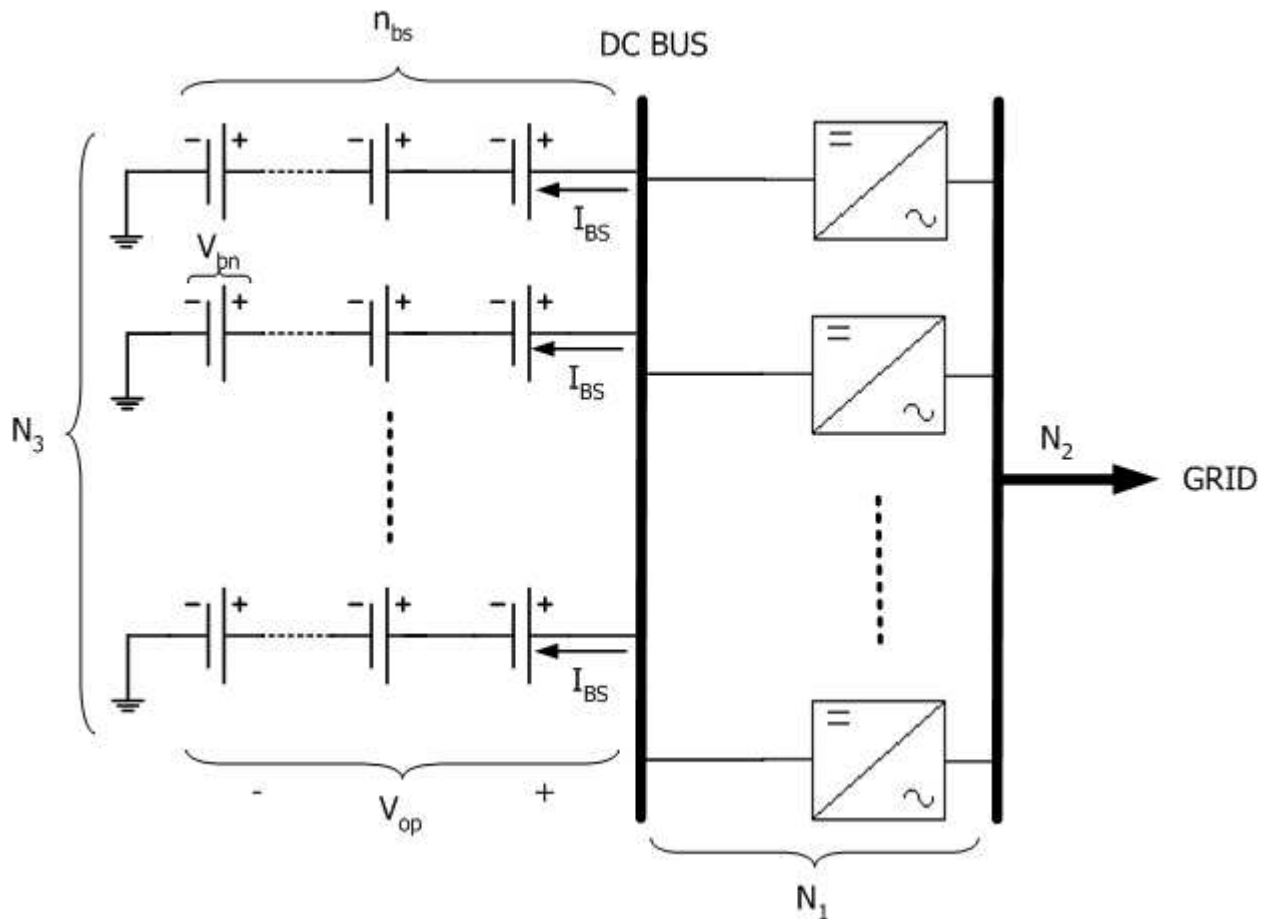 n_bs
DC BUS
- + - + - +
I_BS
V_bn
- + - + - +
I_BS
N_3
N_2
GRID
- + - + - +
I_BS
- +
V_op
N_1